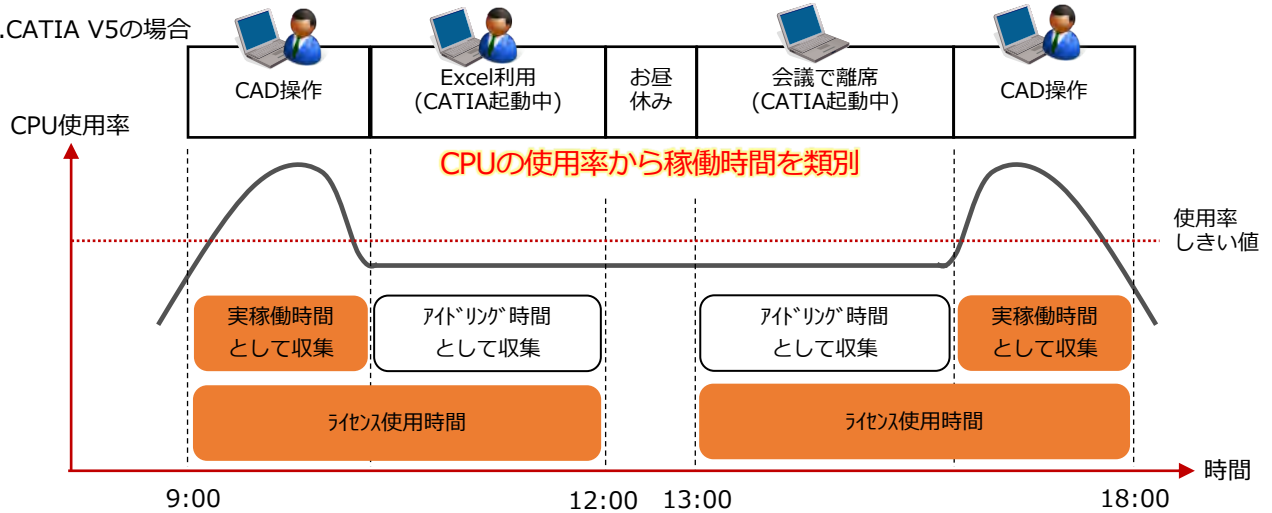 .CATIA V5の場合
CAD操作
Excel利用
(CATIA起動中)
お昼
休み
会議で離席
(CATIA起動中)
CAD操作
CPU使用率
CPUの使用率から稼働時間を類別
使用率
しきい値
実稼働時間
として収集
ｱｲﾄﾞﾘﾝｸﾞ時間
として収集
ｱｲﾄﾞﾘﾝｸﾞ時間
として収集
実稼働時間
として収集
ﾗｲｾﾝｽ使用時間
ﾗｲｾﾝｽ使用時間
時間
9:00
12:00
13:00
18:00